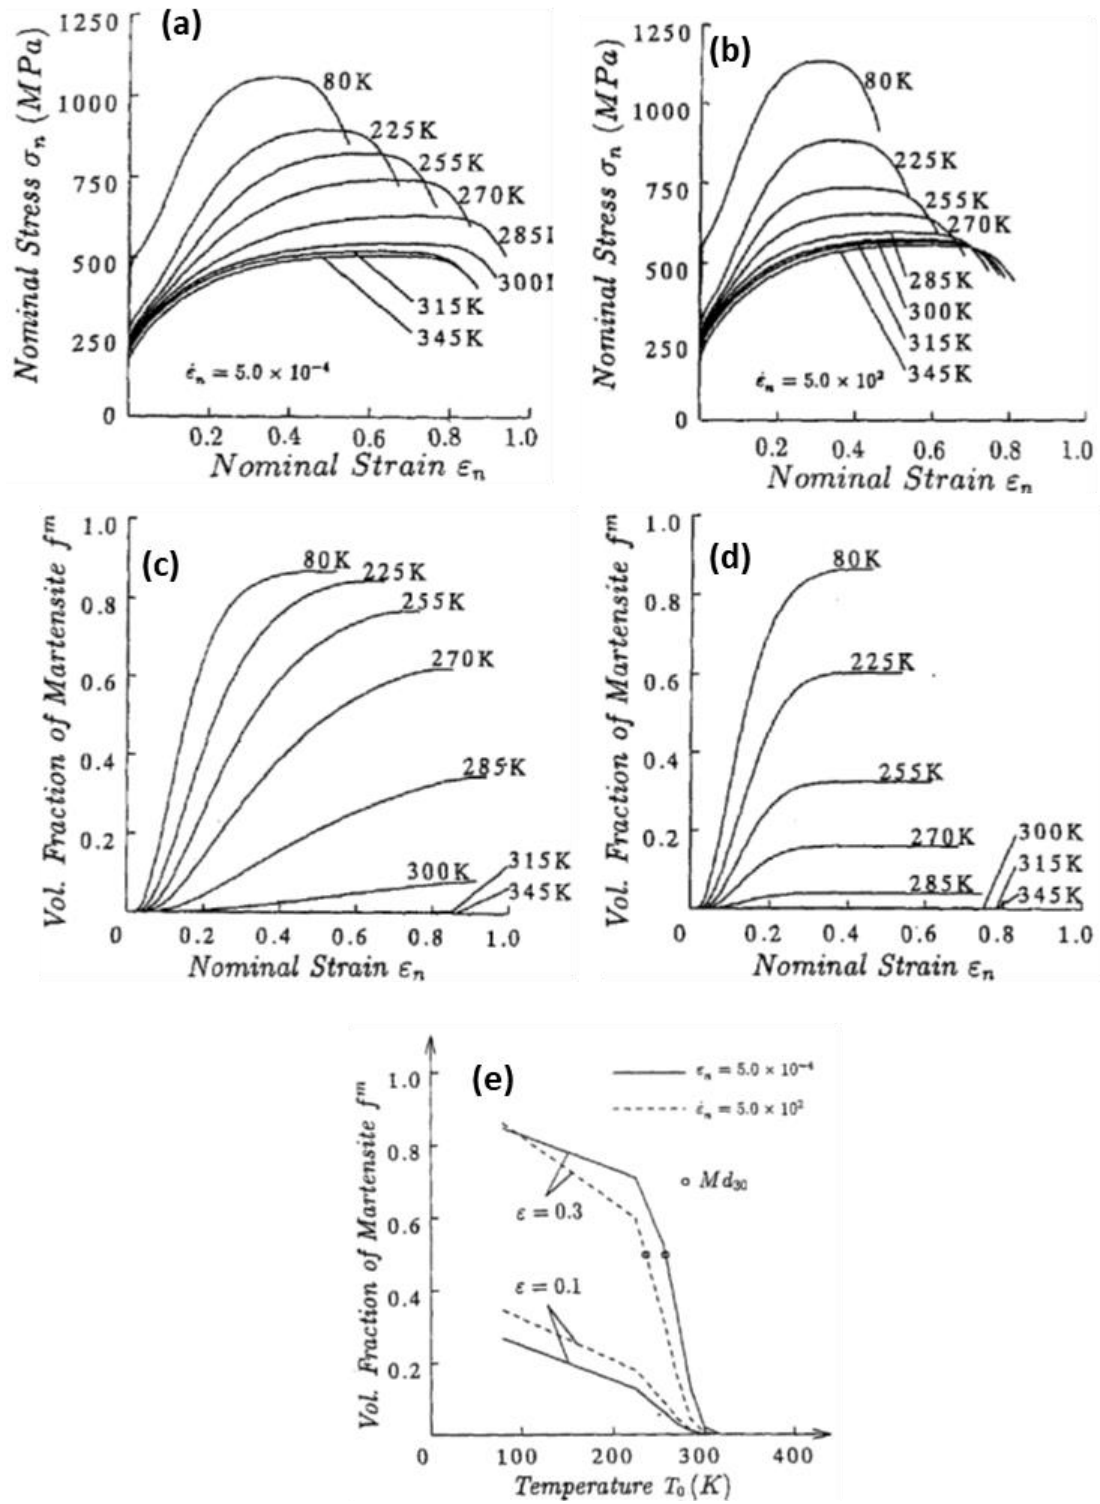 (a)
Nominal Stress σn (MPa)
1250
1000
750
500
250
0
80K
225K
255K
270K
285K
300K
315K
345K
ε̇n = 5.0 × 10⁻⁴
0.2 0.4 0.6 0.8 1.0
Nominal Strain εn
(b)
Nominal Stress σn (MPa)
1250
1000
750
500
250
0
80K
225K
255K
270K
285K
300K
315K
345K
ε̇n = 5.0 × 10²
0.2 0.4 0.6 0.8 1.0
Nominal Strain εn
(c)
Vol. Fraction of Martensite fᵐ
1.0
0.8
0.6
0.4
0.2
80K
225K
255K
270K
285K
300K
315K
345K
0 0.2 0.4 0.6 0.8 1.0
Nominal Strain εn
(d)
Vol. Fraction of Martensite fᵐ
1.0
0.8
0.6
0.4
0.2
80K
225K
255K
270K
285K
300K
315K
345K
0 0.2 0.4 0.6 0.8 1.0
Nominal Strain εn
(e)
Vol. Fraction of Martensite fᵐ
1.0
0.8
0.6
0.4
0.2
εn = 5.0 × 10⁻⁴
ε̇n = 5.0 × 10²
Md₃₀
ε = 0.3
ε = 0.1
0 100 200 300 400
Temperature T₀ (K)